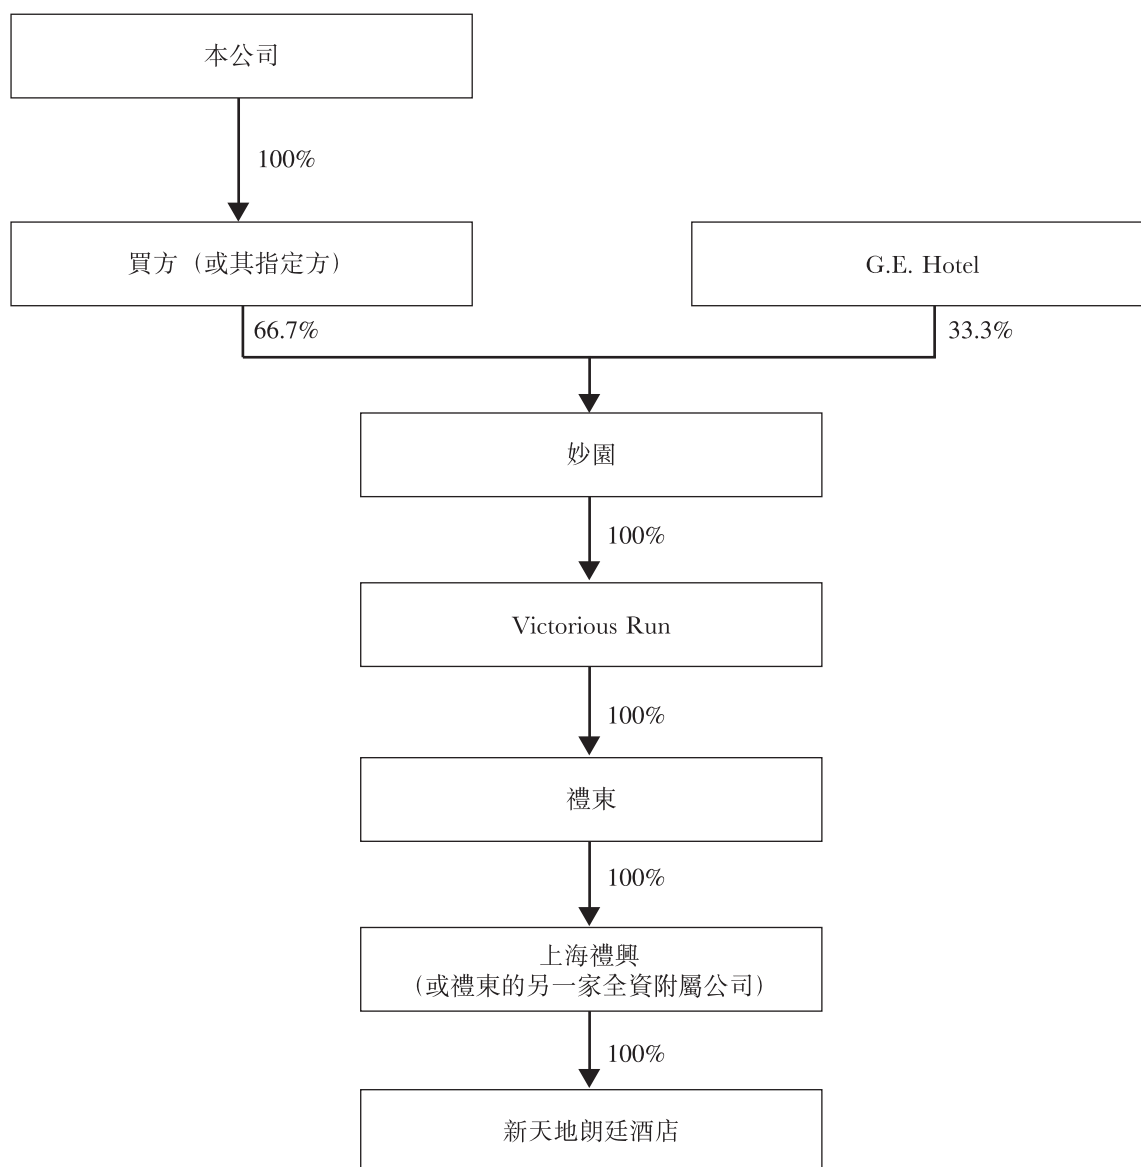 本公司
100%
買方（或其指定方）
G.E. Hotel
66.7%
33.3%
妙園
100%
Victorious Run
100%
禮東
100%
上海禮興
（或禮東的另一家全資附屬公司）
100%
新天地朗廷酒店